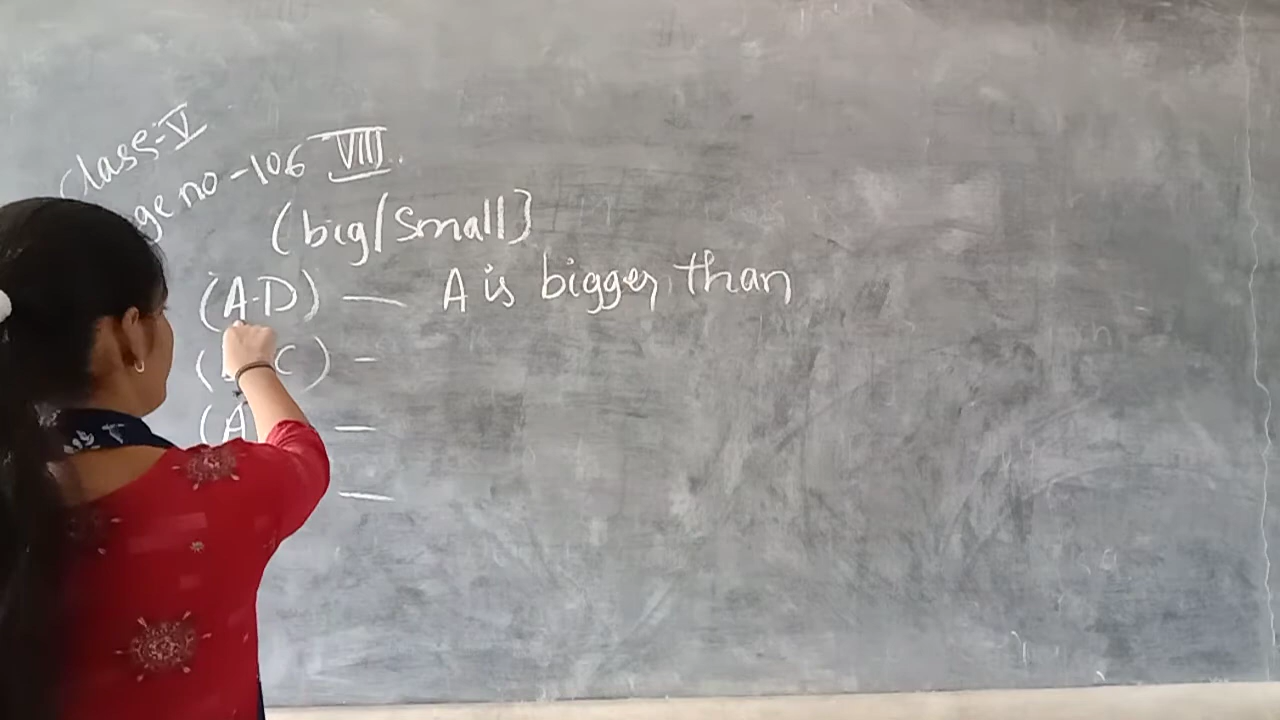 Class-V
ge no-106 VIII
(big/small}
(A-D) — A is bigger than
( C) –
(A —
—